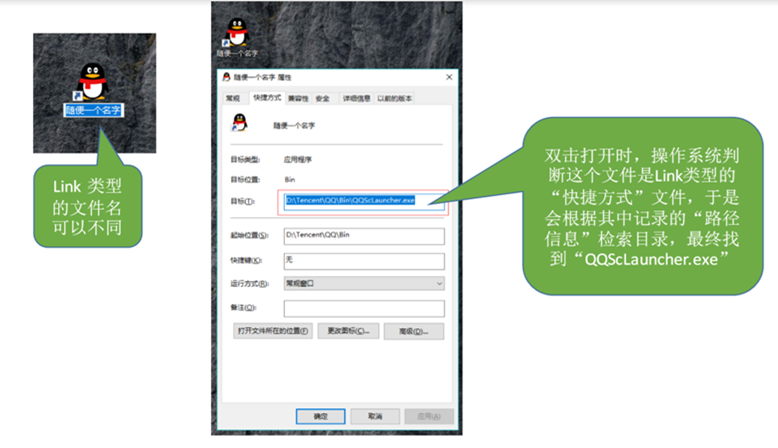 随便一个名字
Link 类型
的文件名
可以不同
随便一个名字
随便一个名字 属性
常规 快捷方式 兼容性 安全 详细信息 以前的版本
随便一个名字
目标类型: 应用程序
目标位置: Bin
目标(T): D:\Tencent\QQ\Bin\QQScLauncher.exe
起始位置(S): D:\Tencent\QQ\Bin
快捷键(K): 无
运行方式(R): 常规窗口
备注(O):
打开文件所在的位置(F) 更改图标(C)... 高级(D)...
确定 取消 应用(A)
双击打开时，操作系统判
断这个文件是Link类型的
“快捷方式”文件，于是
会根据其中记录的“路径
信息”检索目录，最终找
到“QQScLauncher.exe”